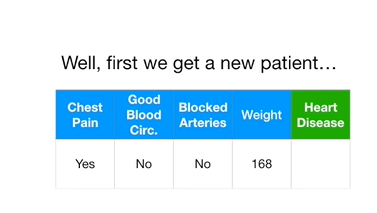 Well, first we get a new patient…
Chest Pain
Good Blood Circ.
Blocked Arteries
Weight
Heart Disease
Yes
No
No
168